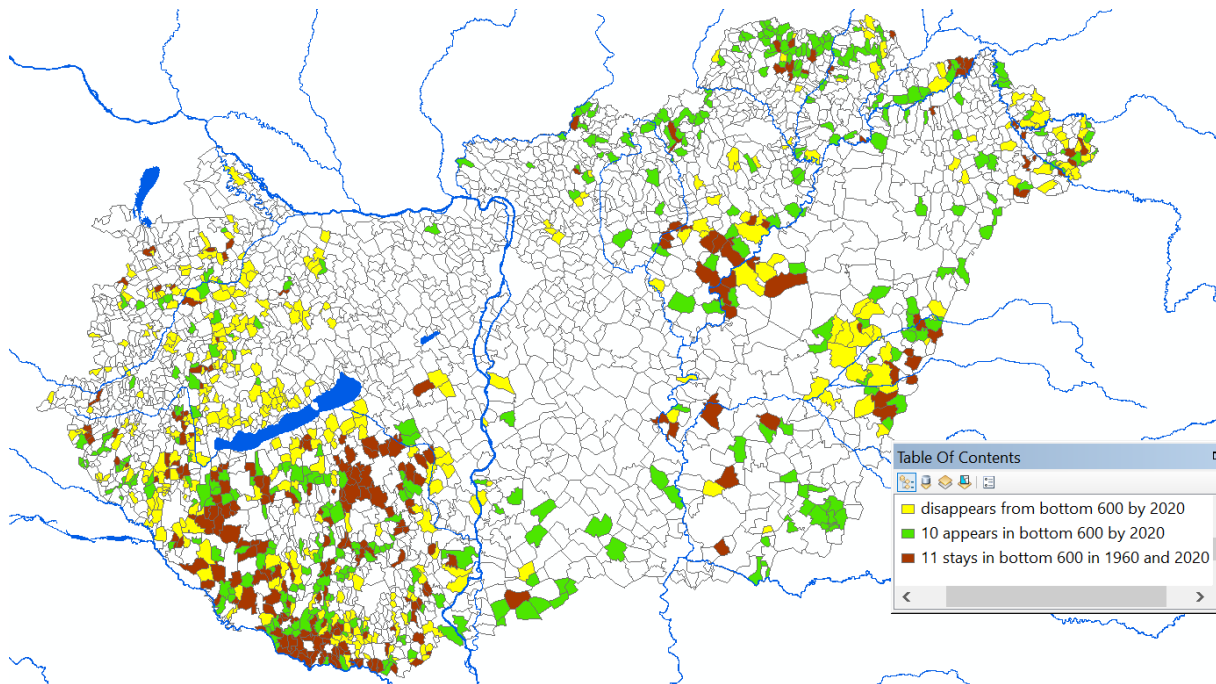 Table Of Contents
disappears from bottom 600 by 2020
10 appears in bottom 600 by 2020
11 stays in bottom 600 in 1960 and 2020